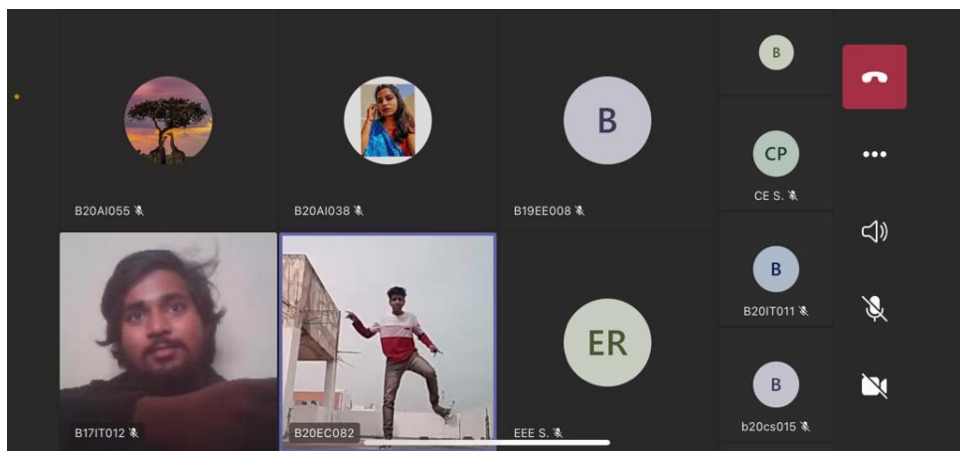 B
B
CP
B20AI055
B20AI038
B19EE008
CE S.
B
B20IT011
ER
B
B17IT012
B20EC082
EEE S.
b20cs015